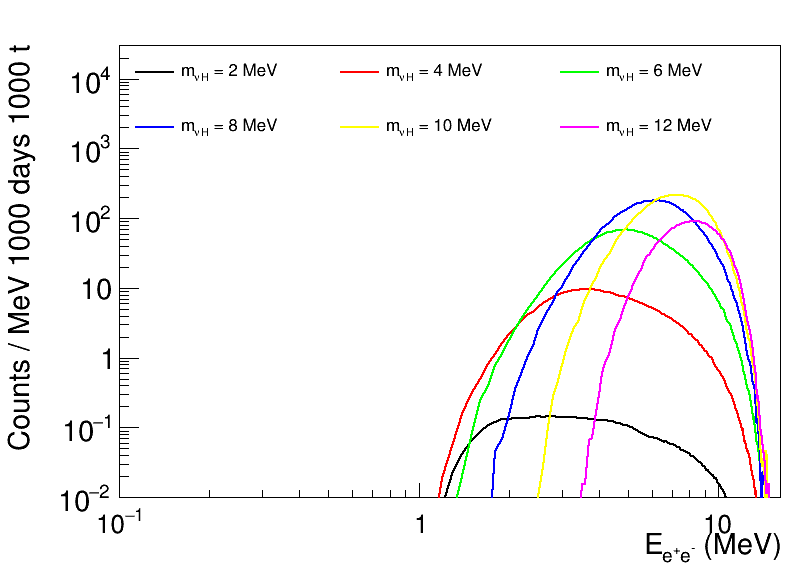 Counts / MeV 1000 days 1000 t
m_νH = 2 MeV m_νH = 4 MeV m_νH = 6 MeV
m_νH = 8 MeV m_νH = 10 MeV m_νH = 12 MeV
10^4
10^3
10^2
10
1
10^−1
10^−2
10^−1 1 10
E_e^+e^- (MeV)